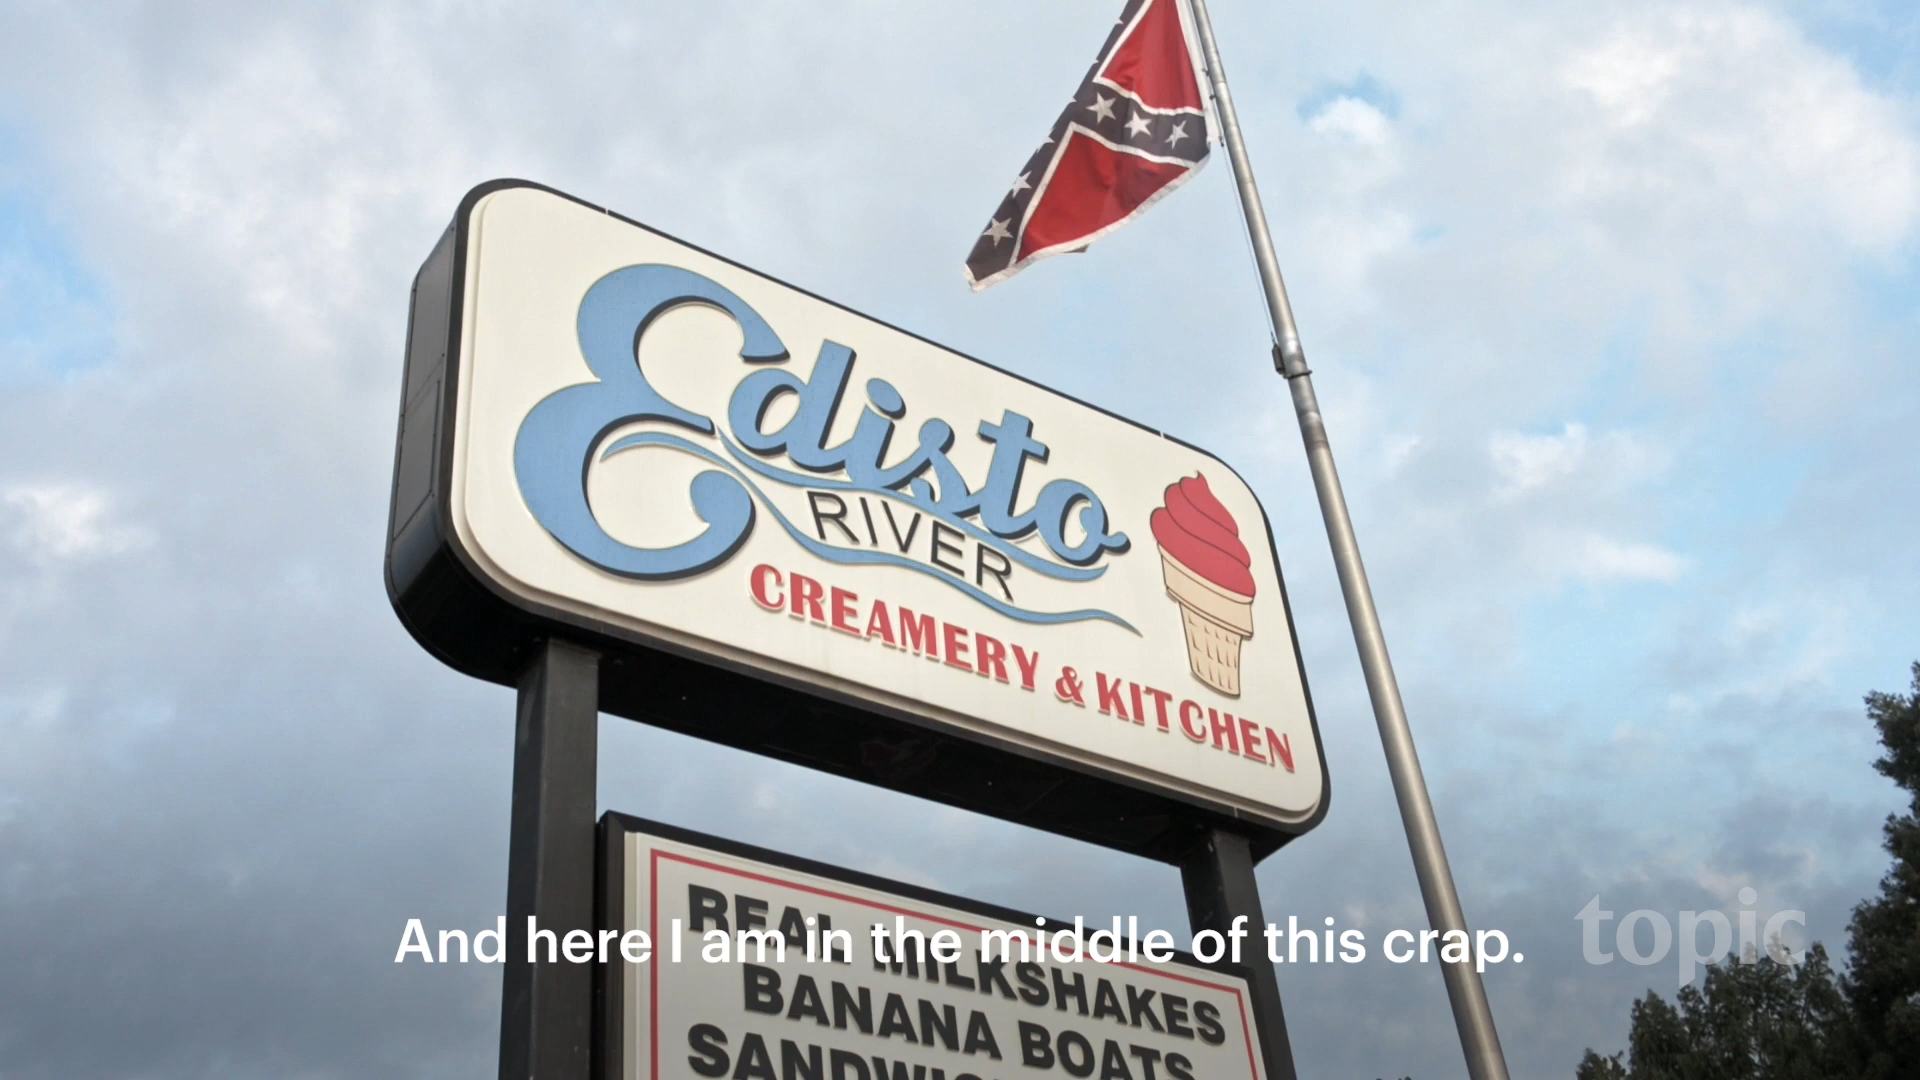 Edisto
RIVER
CREAMERY & KITCHEN
REAL MILKSHAKES
BANANA BOATS
And here I am in the middle of this crap.
topic